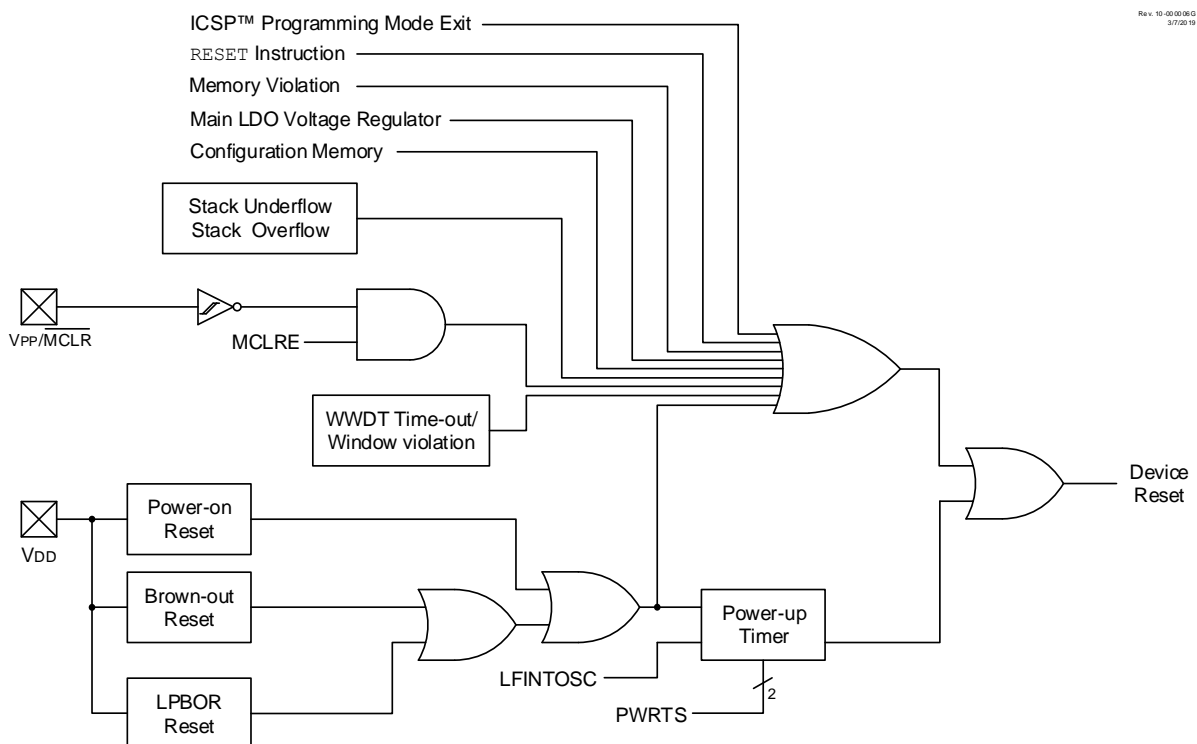 Rev. 10-000006G
3/7/2019
ICSP™ Programming Mode Exit
RESET Instruction
Memory Violation
Main LDO Voltage Regulator
Configuration Memory
Stack Underflow
Stack Overflow
VPP/MCLR
MCLRE
WWDT Time-out/
Window violation
Device
Reset
Power-on
Reset
VDD
Brown-out
Reset
Power-up
Timer
LFINTOSC
LPBOR
Reset
2
PWRTS